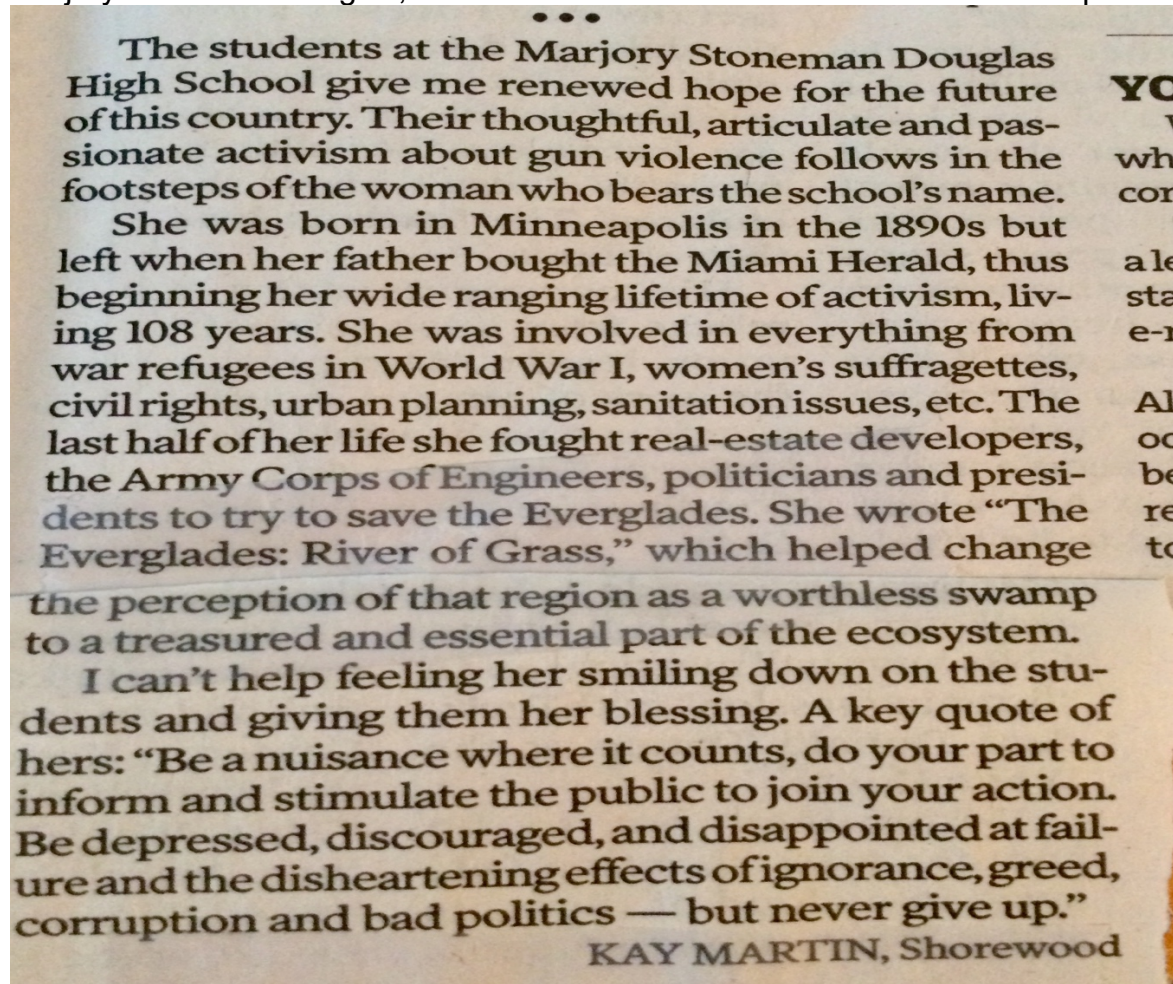 •••
The students at the Marjory Stoneman Douglas
High School give me renewed hope for the future
of this country. Their thoughtful, articulate and pas-
sionate activism about gun violence follows in the
footsteps of the woman who bears the school's name.
She was born in Minneapolis in the 1890s but
left when her father bought the Miami Herald, thus
beginning her wide ranging lifetime of activism, liv-
ing 108 years. She was involved in everything from
war refugees in World War I, women's suffragettes,
civil rights, urban planning, sanitation issues, etc. The
last half of her life she fought real-estate developers,
the Army Corps of Engineers, politicians and presi-
dents to try to save the Everglades. She wrote “The
Everglades: River of Grass,” which helped change
the perception of that region as a worthless swamp
to a treasured and essential part of the ecosystem.
I can't help feeling her smiling down on the stu-
dents and giving them her blessing. A key quote of
hers: “Be a nuisance where it counts, do your part to
inform and stimulate the public to join your action.
Be depressed, discouraged, and disappointed at fail-
ure and the disheartening effects of ignorance, greed,
corruption and bad politics — but never give up.”
KAY MARTIN, Shorewood